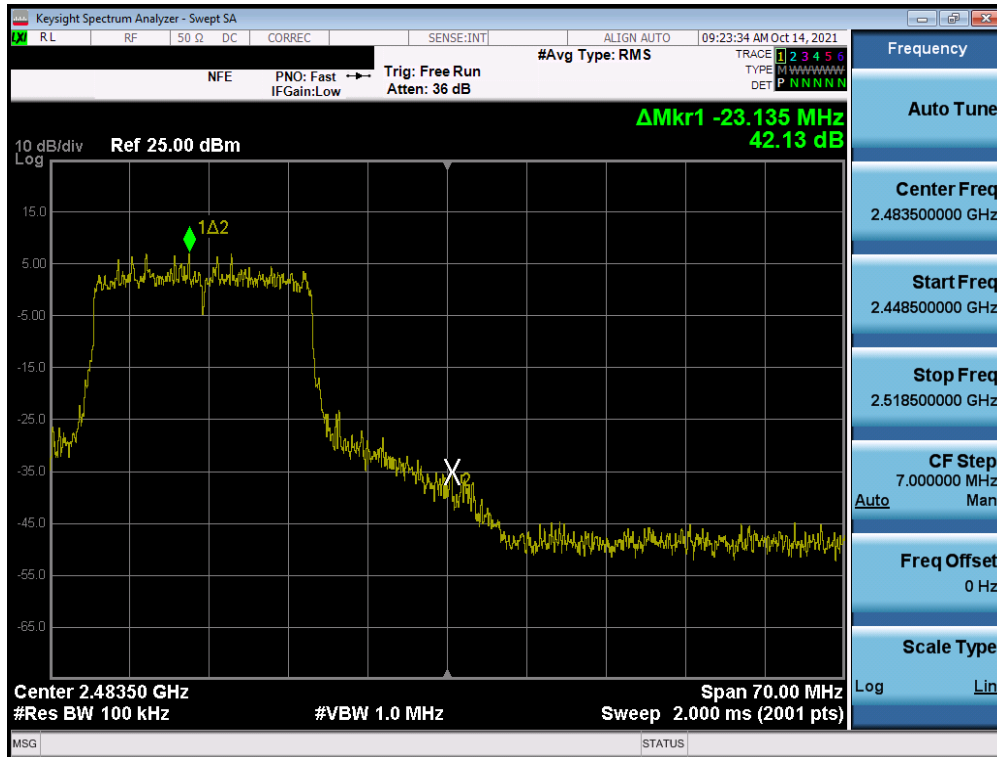 Keysight Spectrum Analyzer - Swept SA
LXI RL RF 50 Ω DC CORREC SENSE:INT ALIGN AUTO 09:23:34 AM Oct 14, 2021
#Avg Type: RMS TRACE 1 2 3 4 5 6
NFE PNO: Fast Trig: Free Run TYPE M WWWWW
IFGain:Low Atten: 36 dB DET P N N N N N
ΔMkr1 -23.135 MHz
42.13 dB
10 dB/div Ref 25.00 dBm
Log
15.0
1Δ2
5.00
-5.00
-15.0
-25.0
-35.0
2
-45.0
-55.0
-65.0
Center 2.48350 GHz Span 70.00 MHz
#Res BW 100 kHz #VBW 1.0 MHz Sweep 2.000 ms (2001 pts)
MSG STATUS
Frequency
Auto Tune
Center Freq
2.483500000 GHz
Start Freq
2.448500000 GHz
Stop Freq
2.518500000 GHz
CF Step
7.000000 MHz
Auto Man
Freq Offset
0 Hz
Scale Type
Log Lin